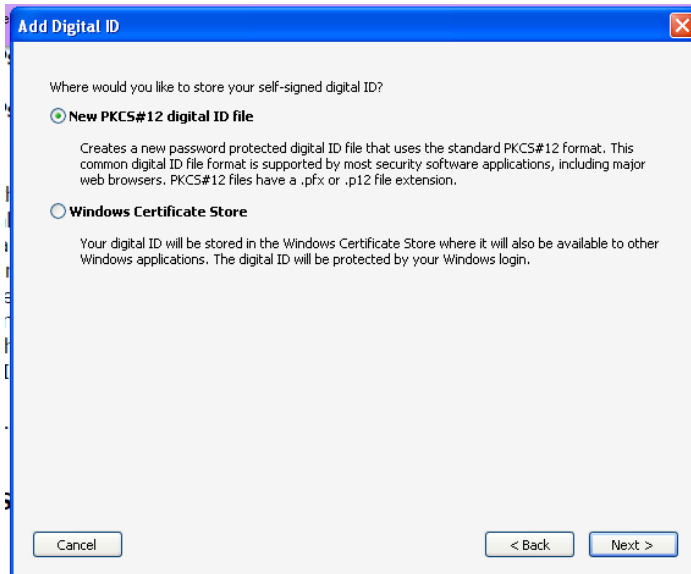 Add Digital ID
Where would you like to store your self-signed digital ID?
New PKCS#12 digital ID file
Creates a new password protected digital ID file that uses the standard PKCS#12 format. This
common digital ID file format is supported by most security software applications, including major
web browsers. PKCS#12 files have a .pfx or .p12 file extension.
Windows Certificate Store
Your digital ID will be stored in the Windows Certificate Store where it will also be available to other
Windows applications. The digital ID will be protected by your Windows login.
Cancel
< Back
Next >